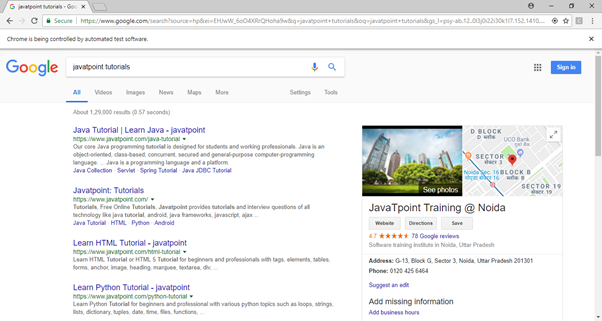 javatpoint tutorials - G
Secure https://www.google.com/search?source=hp&ei=EHJwW_6oO4XRrQHoha9w&q=javatpoint+tutorials&oq=javatpoint+tutorials&gs_l=psy-ab.12..0i3j0i22i30k1l7.152.1410....
Chrome is being controlled by automated test software.
Google
javatpoint tutorials
Sign in
All Videos Images News Maps More Settings Tools
About 1,29,000 results (0.57 seconds)
Java Tutorial | Learn Java - javatpoint
https://www.javatpoint.com/java-tutorial
Our core Java programming tutorial is designed for students and working professionals. Java is an
object-oriented, class-based, concurrent, secured and general-purpose computer-programming
language. ... Java is a programming language and a platform.
Java Collection · Servlet · Spring Tutorial · Java JDBC Tutorial
Javatpoint: Tutorials
https://www.javatpoint.com/
Tutorials, Free Online Tutorials, Javatpoint provides tutorials and interview questions of all
technology like java tutorial, android, java frameworks, javascript, ajax ...
Java Tutorial · HTML · Python · Android
Learn HTML Tutorial - javatpoint
https://www.javatpoint.com/html-tutorial
Learn HTML Tutorial or HTML 5 Tutorial for beginners and professionals with tags, elements, tables,
forms, anchor, image, heading, marquee, textarea, div, ...
Learn Python Tutorial - javatpoint
https://www.javatpoint.com/python-tutorial
Learn Python Tutorial for beginners and professional with various python topics such as loops, strings,
lists, dictionary, tuples, date, time, files, functions, ...
D BLOCK
D BLOCK
डी ब्लॉक
UCO Bank
SECTOR 3
सेक्टर 3
Noida Sec. 16
BLOCK B
SECTOR 19
सेक्टर 19
See photos
JavaTpoint Training @ Noida
Website Directions Save
4.7 78 Google reviews
Software training institute in Noida, Uttar Pradesh
Address: G-13, Block G, Sector 3, Noida, Uttar Pradesh 201301
Phone: 0120 425 6464
Suggest an edit
Add missing information
Add business hours